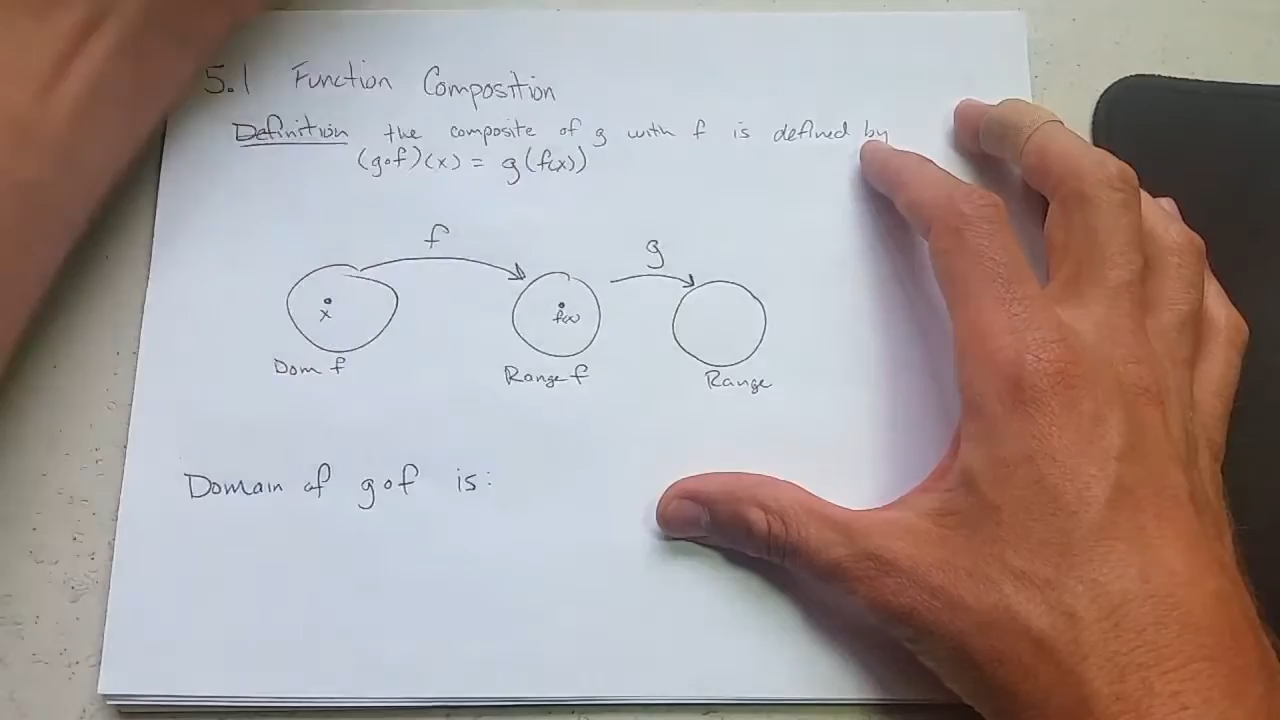 5.1 Function Composition
Definition the composite of g with f is defined by
(g∘f)(x) = g(f(x))
f
g
x
f(x)
Dom f
Range f
Range
Domain of g∘f is: